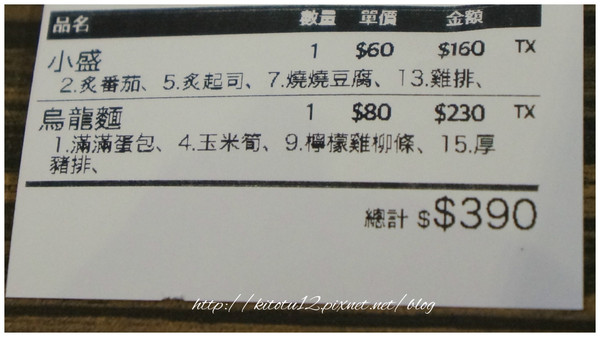 品名 數量 單價 金額
小盛 1 $60 $160 TX
2.炙番茄、5.炙起司、7.燒燒豆腐、13.雞排、
烏龍麵 1 $80 $230 TX
1.滿滿蛋包、4.玉米筍、9.檸檬雞柳條、15.厚
豬排、
總計 $$390
http://kitotu12.pixnet.net/blog